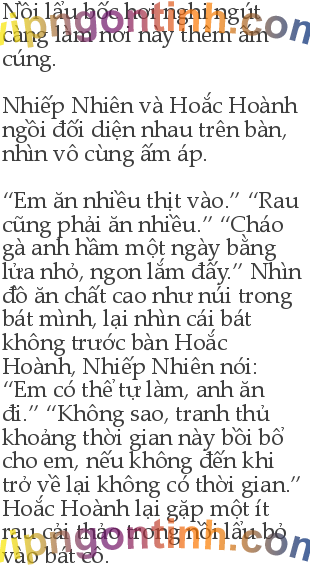 Nồi lẩu bốc hơi nghi ngút
càng làm nơi này thêm ấm
cúng.
Nhiếp Nhiên và Hoắc Hoành
ngồi đối diện nhau trên bàn,
nhìn vô cùng ấm áp.
“Em ăn nhiều thịt vào.” “Rau
cũng phải ăn nhiều.” “Cháo
gà anh hầm một ngày bằng
lửa nhỏ, ngon lắm đấy.” Nhìn
đồ ăn chất cao như núi trong
bát mình, lại nhìn cái bát
không trước bàn Hoắc
Hoành, Nhiếp Nhiên nói:
“Em có thể tự làm, anh ăn
đi.” “Không sao, tranh thủ
khoảng thời gian này bồi bổ
cho em, nếu không đến khi
trở về lại không có thời gian.”
Hoắc Hoành lại gặp một ít
rau cải thảo trong nồi lẩu bỏ
vào bát cô.
vipngontinh.com
vipngontinh.com